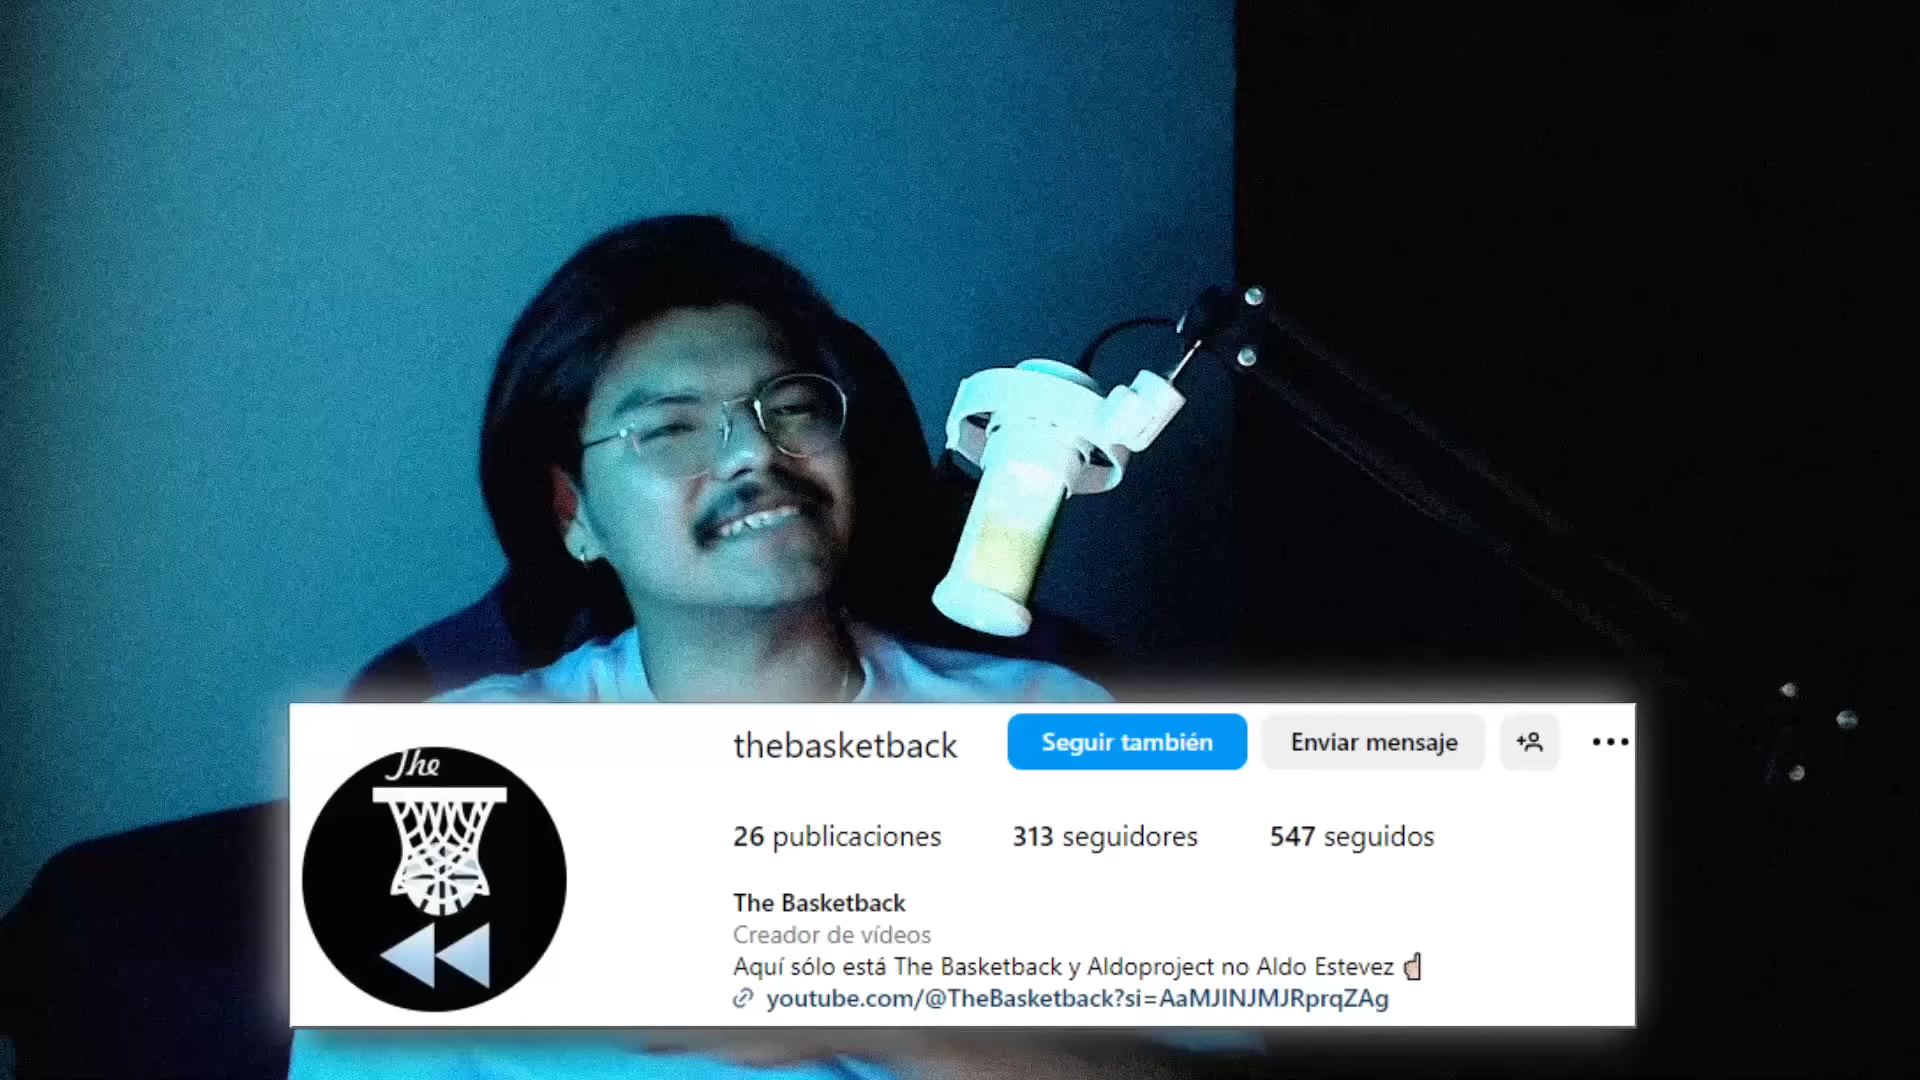 The
thebasketback
Seguir también
Enviar mensaje
26 publicaciones
313 seguidores
547 seguidos
The Basketback
Creador de vídeos
Aquí sólo está The Basketback y Aldoproject no Aldo Estevez ☝🏻
youtube.com/@TheBasketback?si=AaMJINJMJRprqZAg